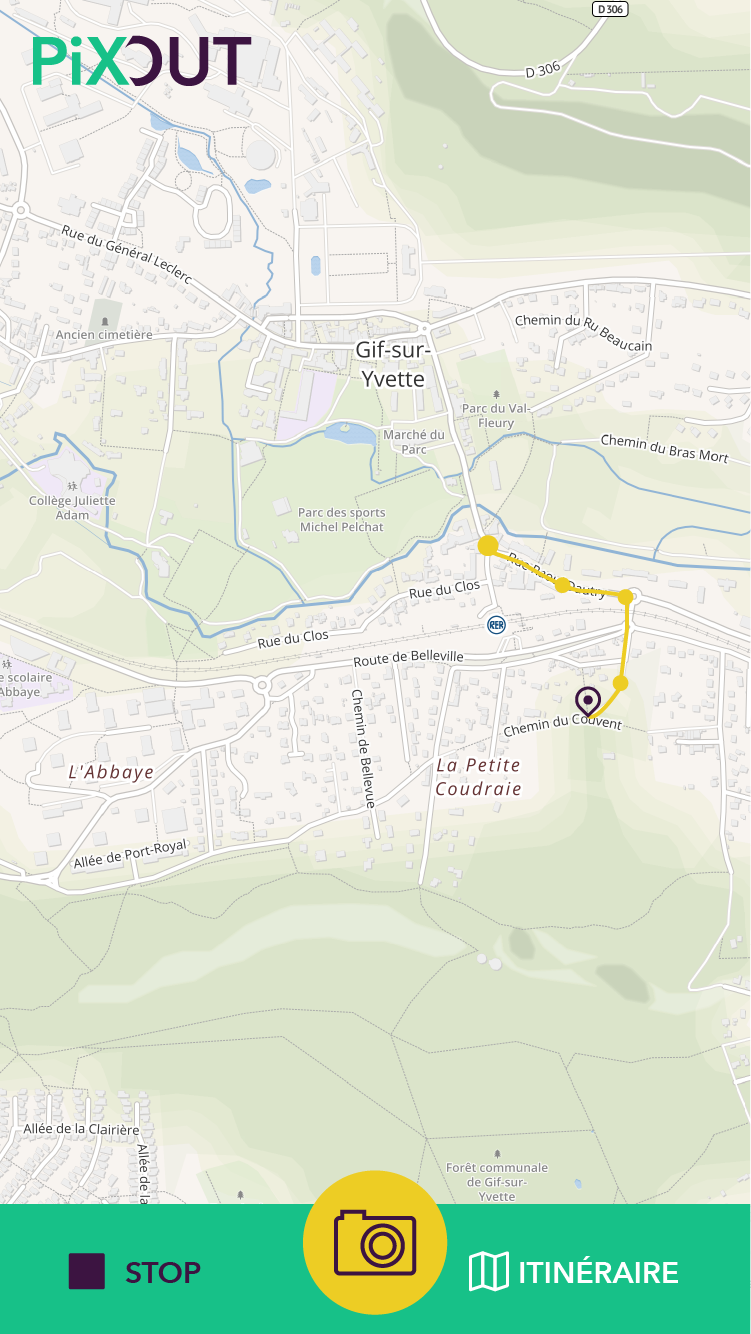 D 306
PiXOUT
D 306
Rue du Général Leclerc
Ancien cimetière
Gif-sur-
Yvette
Chemin du Ru Beaucain
Parc du Val-
Fleury
Marché du
Parc
Chemin du Bras Mort
Collège Juliette
Adam
Parc des sports
Michel Pelchat
Rue Raoul Dautry
Rue du Clos
Rue du Clos
RER
Route de Belleville
e scolaire
Abbaye
Chemin de Bellevue
Chemin du Couvent
L'Abbaye
La Petite
Coudraie
Allée de Port-Royal
Allée de la Clairière
Allée de la
Forêt communale
de Gif-sur-
Yvette
STOP
ITINÉRAIRE